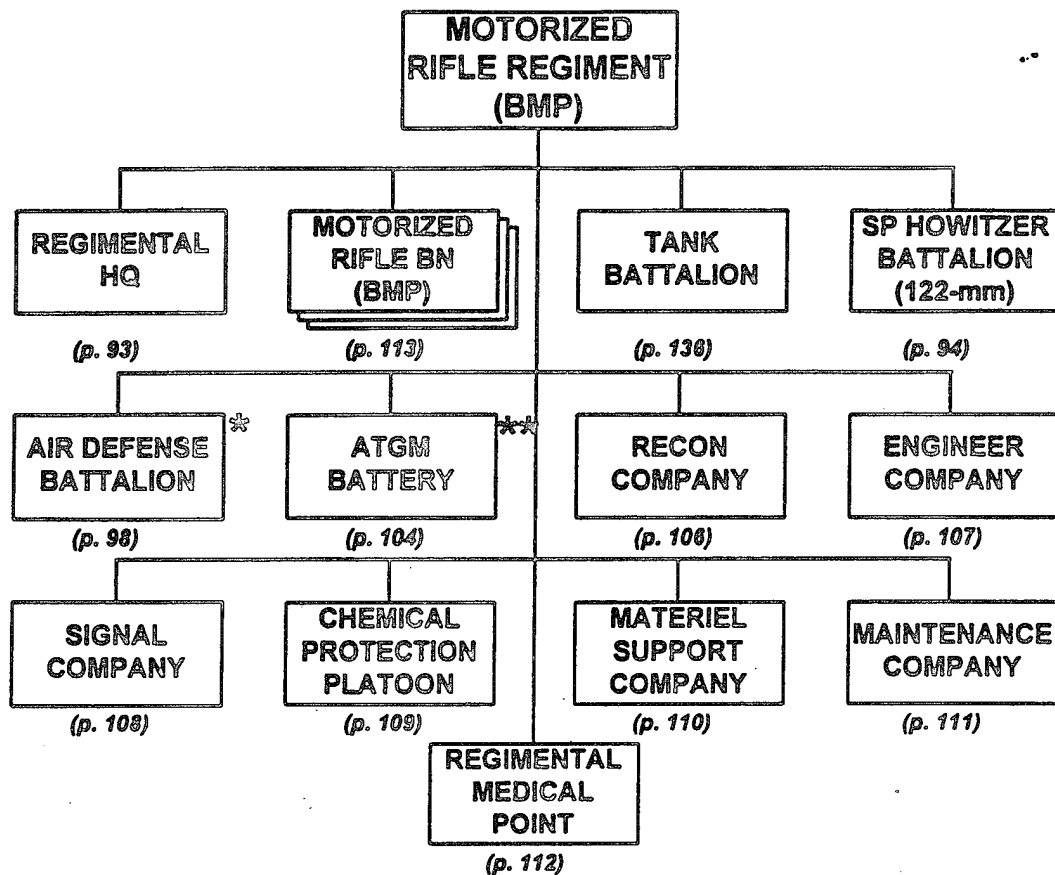 MOTORIZED
RIFLE REGIMENT
(BMP)
REGIMENTAL
HQ
(p. 93)
MOTORIZED
RIFLE BN
(BMP)
(p. 113)
TANK
BATTALION
(p. 136)
SP HOWITZER
BATTALION
(122-mm)
(p. 94)
AIR DEFENSE
BATTALION
*
(p. 98)
ATGM
BATTERY
**
(p. 104)
RECON
COMPANY
(p. 106)
ENGINEER
COMPANY
(p. 107)
SIGNAL
COMPANY
(p. 108)
CHEMICAL
PROTECTION
PLATOON
(p. 109)
MATERIEL
SUPPORT
COMPANY
(p. 110)
MAINTENANCE
COMPANY
(p. 111)
REGIMENTAL
MEDICAL
POINT
(p. 112)